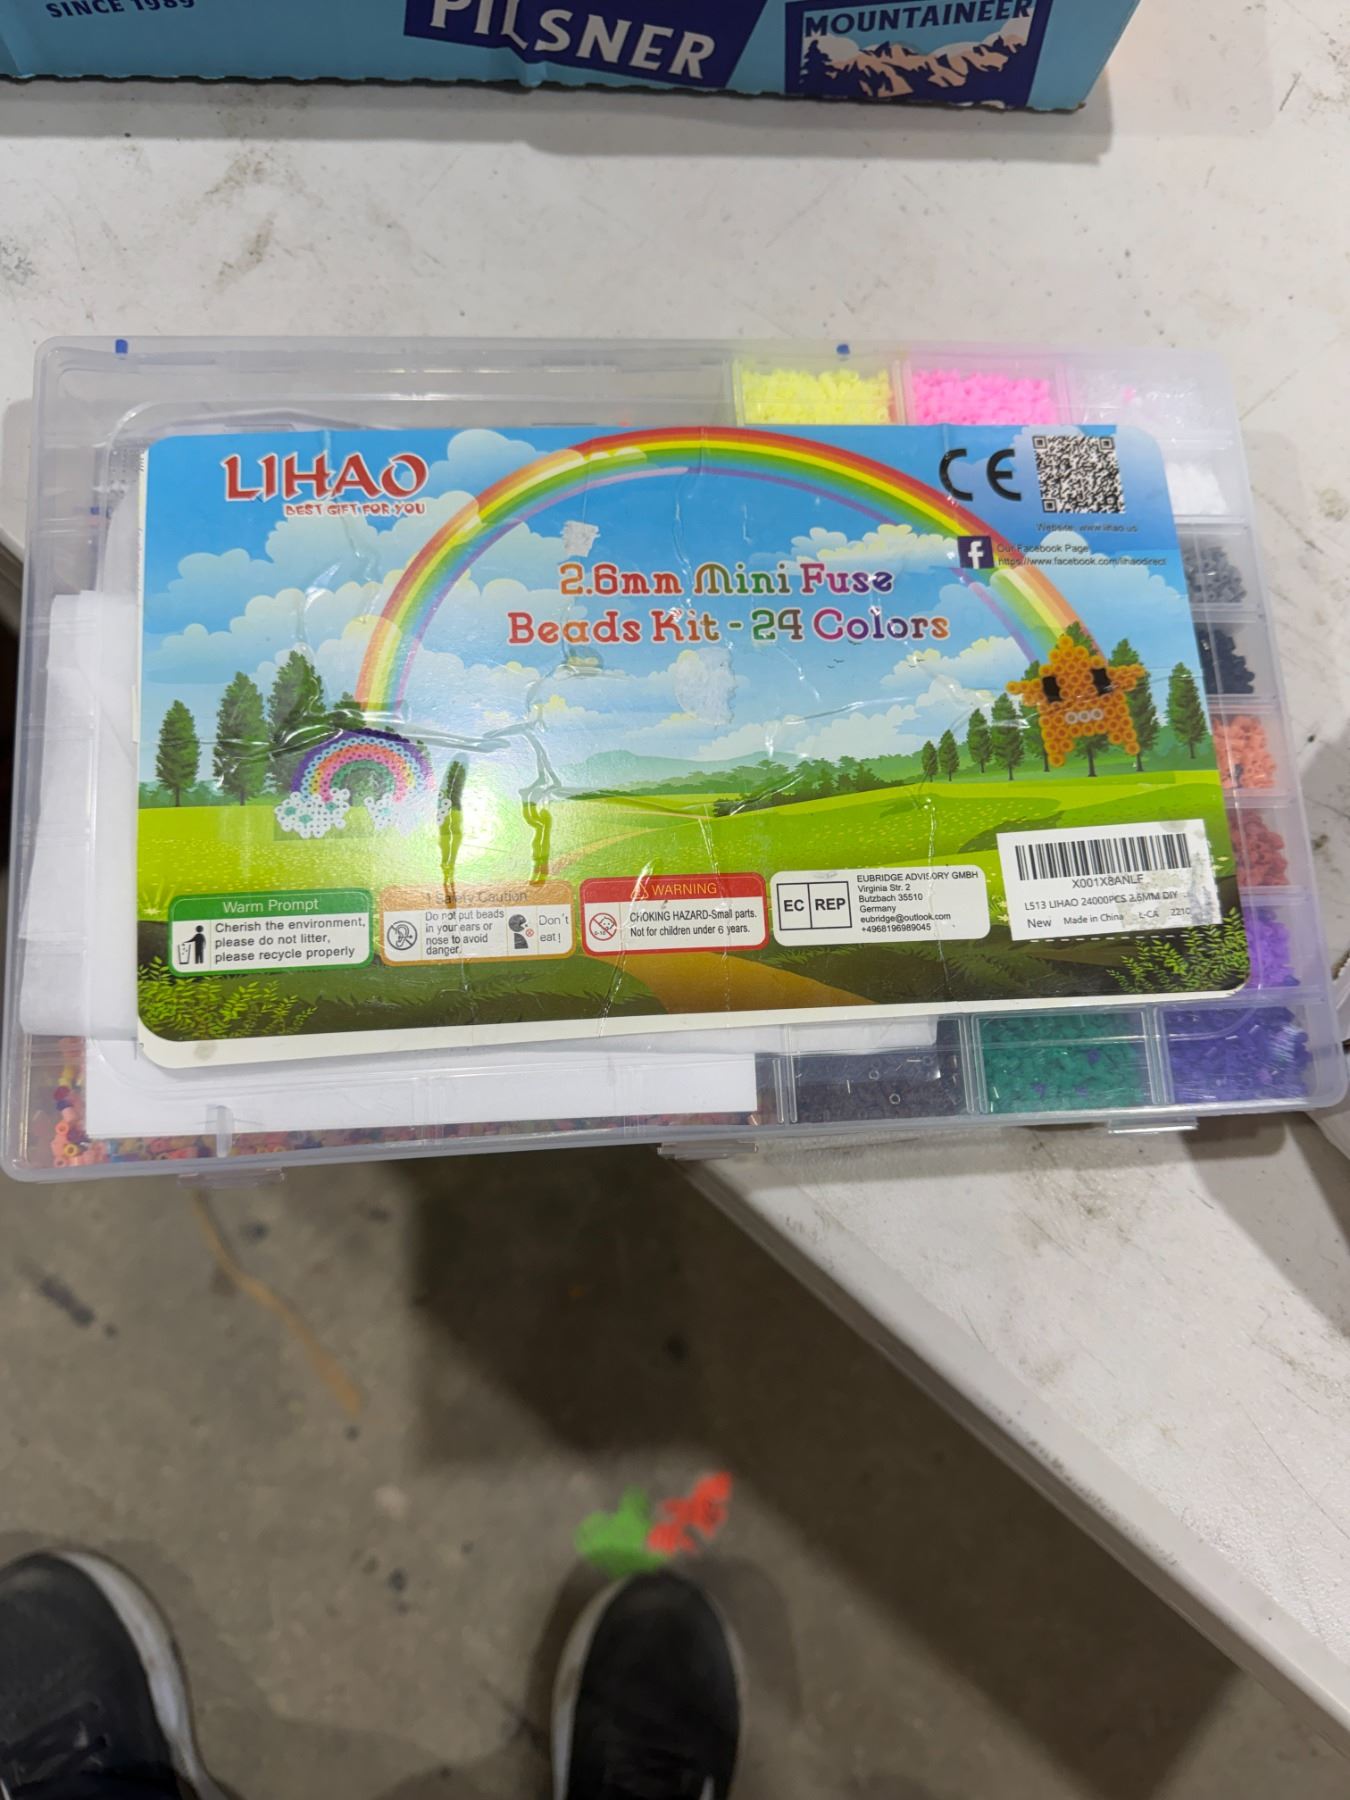 SINCE 1989
PILSNER
MOUNTAINEER
LIHAO
BEST GIFT FOR YOU
CE
Website: www.lihao.us
f
Our Facebook Page
https://www.facebook.com/lihaodirect
2.6mm Mini Fuse
Beads Kit - 24 Colors
Warm Prompt
Cherish the environment,
please do not litter,
please recycle properly
! Safety Caution
Do not put beads
in your ears or
nose to avoid
danger.
Don't
eat!
WARNING
CHOKING HAZARD-Small parts.
Not for children under 6 years.
EC REP
EUBRIDGE ADVISORY GMBH
Virginia Str. 2
Butzbach 35510
Germany
eubridge@outlook.com
+4968196989045
X001X8ANLF
L513 LIHAO 24000PCS 2.6MM DIY
New Made in China L-CA